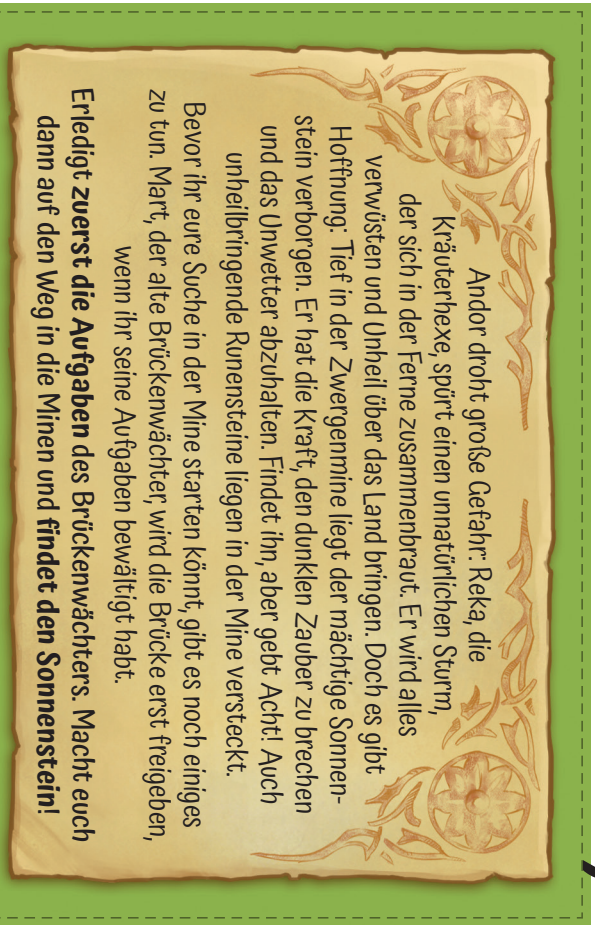 Andor droht große Gefahr: Reka, die
Kräuterhexe, spürt einen unnatürlichen Sturm,
der sich in der Ferne zusammenbraut. Er wird alles
verwüsten und Unheil über das Land bringen. Doch es gibt
Hoffnung: Tief in der Zwergenmine liegt der mächtige Sonnen-
stein verborgen. Er hat die Kraft, den dunklen Zauber zu brechen
und das Unwetter abzuhalten. Findet ihn, aber gebt Acht! Auch
unheilbringende Runensteine liegen in der Mine versteckt.
Bevor ihr eure Suche in der Mine starten könnt, gibt es noch einiges
zu tun. Mart, der alte Brückenwächter, wird die Brücke erst freigeben,
wenn ihr seine Aufgaben bewältigt habt.
Erledigt zuerst die Aufgaben des Brückenwächters. Macht euch
dann auf den Weg in die Minen und findet den Sonnenstein!